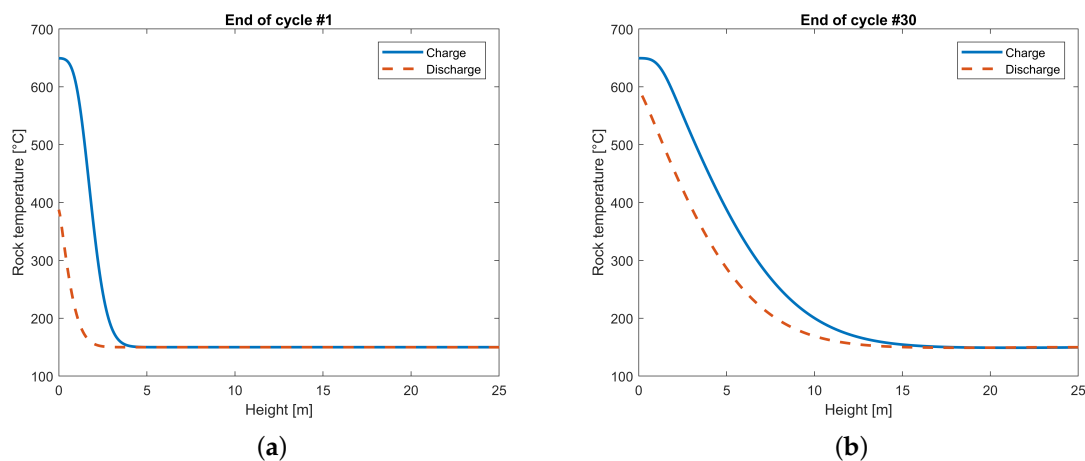 End of cycle #1
700
600
500
400
300
200
100
Rock temperature [°C]
0 5 10 15 20 25
Height [m]
Charge
Discharge
(a)
End of cycle #30
700
600
500
400
300
200
100
Rock temperature [°C]
0 5 10 15 20 25
Height [m]
Charge
Discharge
(b)